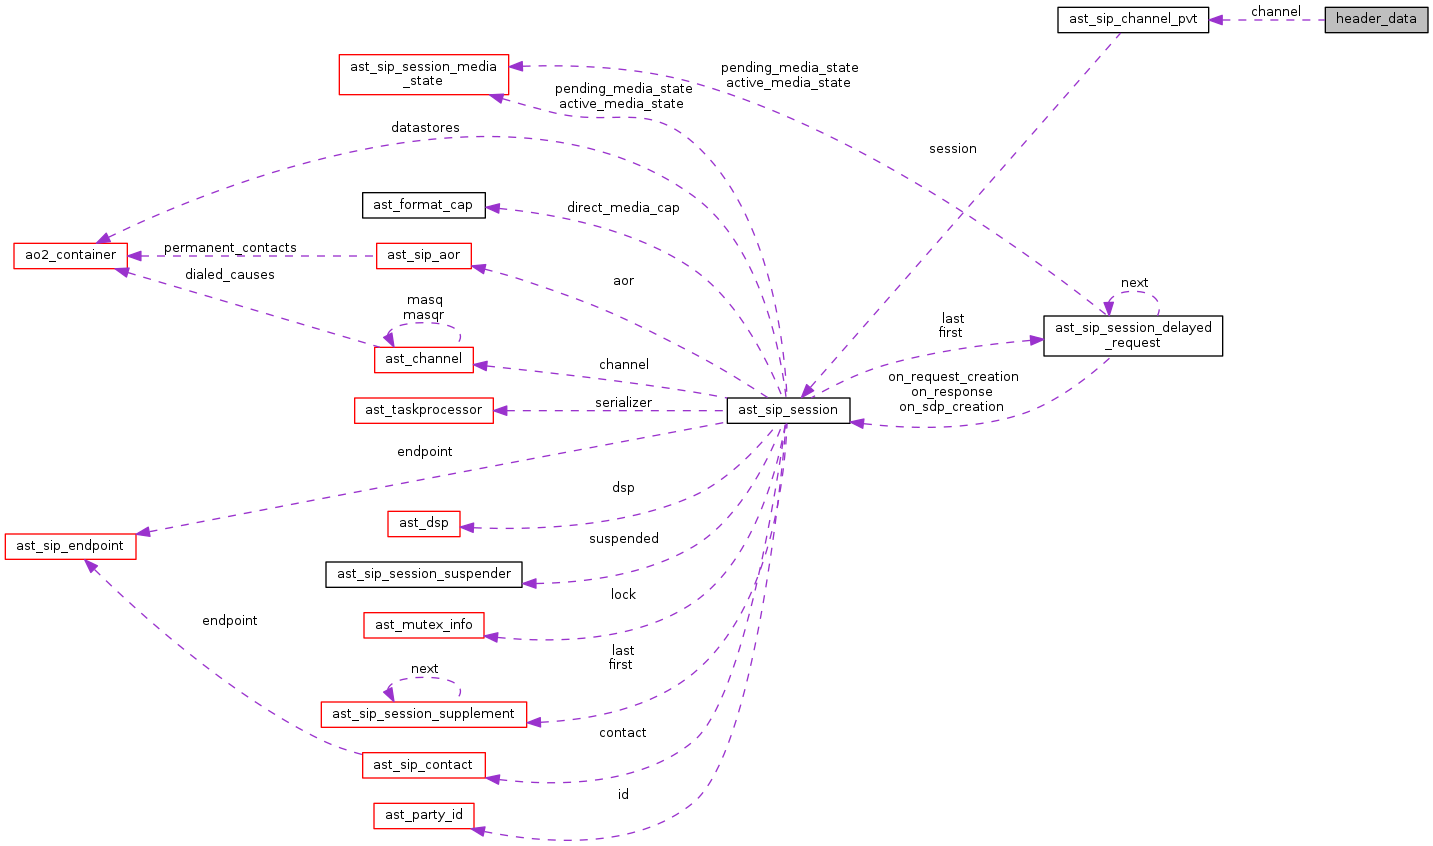 channel
ast_sip_channel_pvt
header_data
ast_sip_session_media
_state
pending_media_state
active_media_state
pending_media_state
active_media_state
datastores
session
ast_format_cap
direct_media_cap
ao2_container
permanent_contacts
ast_sip_aor
dialed_causes
aor
next
masq
masqr
last
first
ast_sip_session_delayed
_request
ast_channel
channel
on_request_creation
on_response
on_sdp_creation
ast_taskprocessor
serializer
ast_sip_session
endpoint
dsp
ast_dsp
suspended
ast_sip_endpoint
ast_sip_session_suspender
lock
endpoint
ast_mutex_info
last
first
next
ast_sip_session_supplement
contact
ast_sip_contact
id
ast_party_id